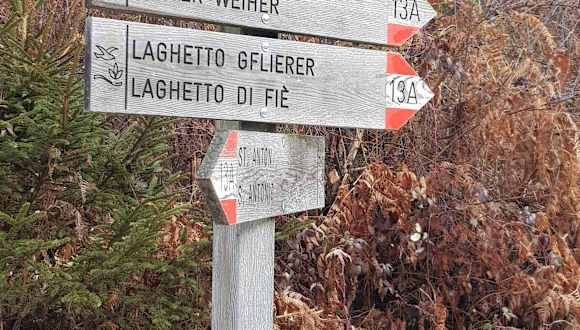 WEIHER
13A
LAGHETTO GFLIERER
LAGHETTO DI FIÈ
13A
ST. ANTON
S. ANTONIO
13A